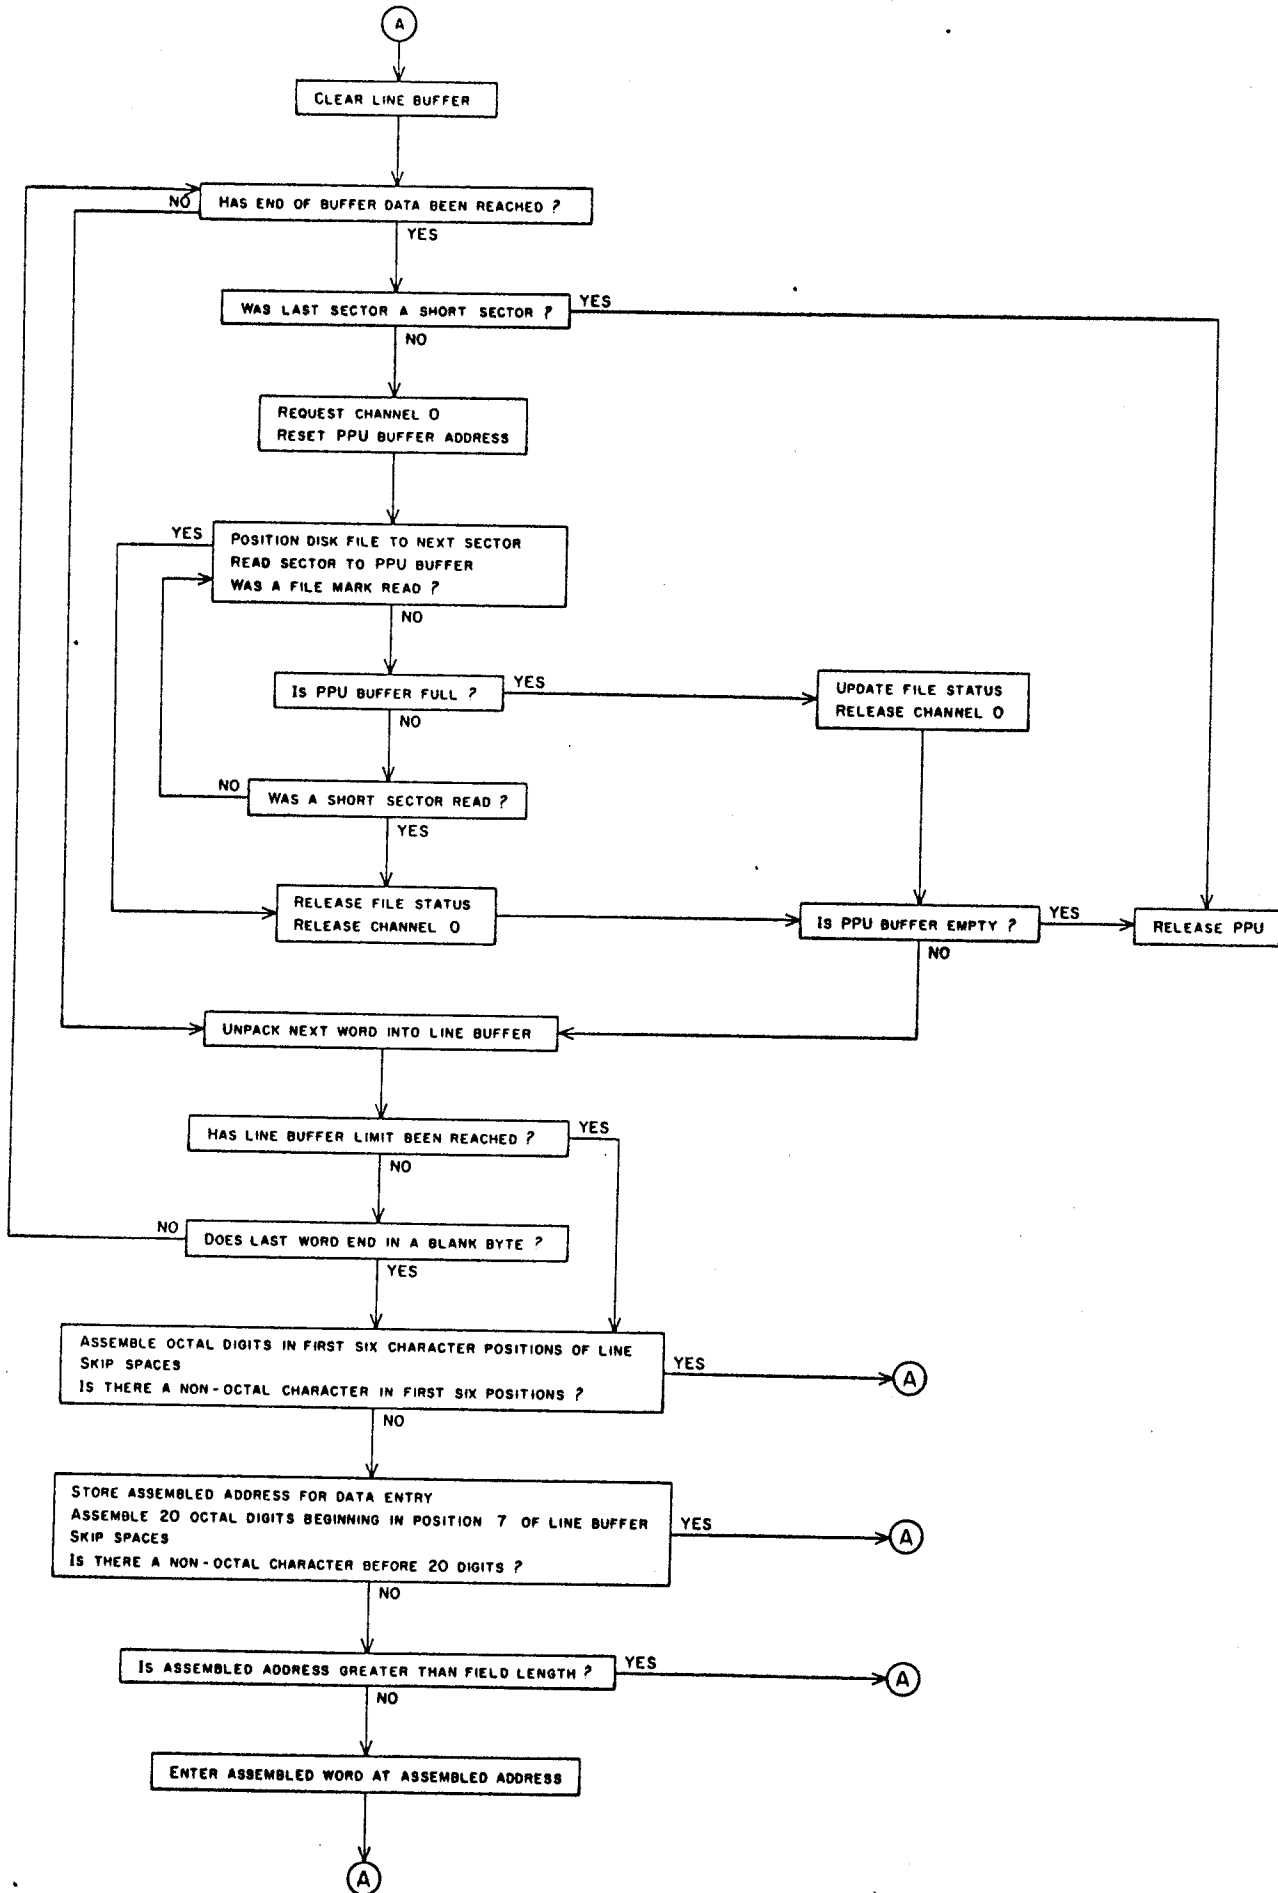 A
CLEAR LINE BUFFER
NO
HAS END OF BUFFER DATA BEEN REACHED ?
YES
WAS LAST SECTOR A SHORT SECTOR ?
YES
NO
REQUEST CHANNEL 0
RESET PPU BUFFER ADDRESS
YES
POSITION DISK FILE TO NEXT SECTOR
READ SECTOR TO PPU BUFFER
WAS A FILE MARK READ ?
NO
IS PPU BUFFER FULL ?
YES
UPDATE FILE STATUS
RELEASE CHANNEL 0
NO
NO
WAS A SHORT SECTOR READ ?
YES
RELEASE FILE STATUS
RELEASE CHANNEL 0
IS PPU BUFFER EMPTY ?
YES
RELEASE PPU
NO
UNPACK NEXT WORD INTO LINE BUFFER
HAS LINE BUFFER LIMIT BEEN REACHED ?
YES
NO
NO
DOES LAST WORD END IN A BLANK BYTE ?
YES
ASSEMBLE OCTAL DIGITS IN FIRST SIX CHARACTER POSITIONS OF LINE
SKIP SPACES
IS THERE A NON-OCTAL CHARACTER IN FIRST SIX POSITIONS ?
YES
A
NO
STORE ASSEMBLED ADDRESS FOR DATA ENTRY
ASSEMBLE 20 OCTAL DIGITS BEGINNING IN POSITION 7 OF LINE BUFFER
SKIP SPACES
IS THERE A NON-OCTAL CHARACTER BEFORE 20 DIGITS ?
YES
A
NO
IS ASSEMBLED ADDRESS GREATER THAN FIELD LENGTH ?
YES
A
NO
ENTER ASSEMBLED WORD AT ASSEMBLED ADDRESS
A